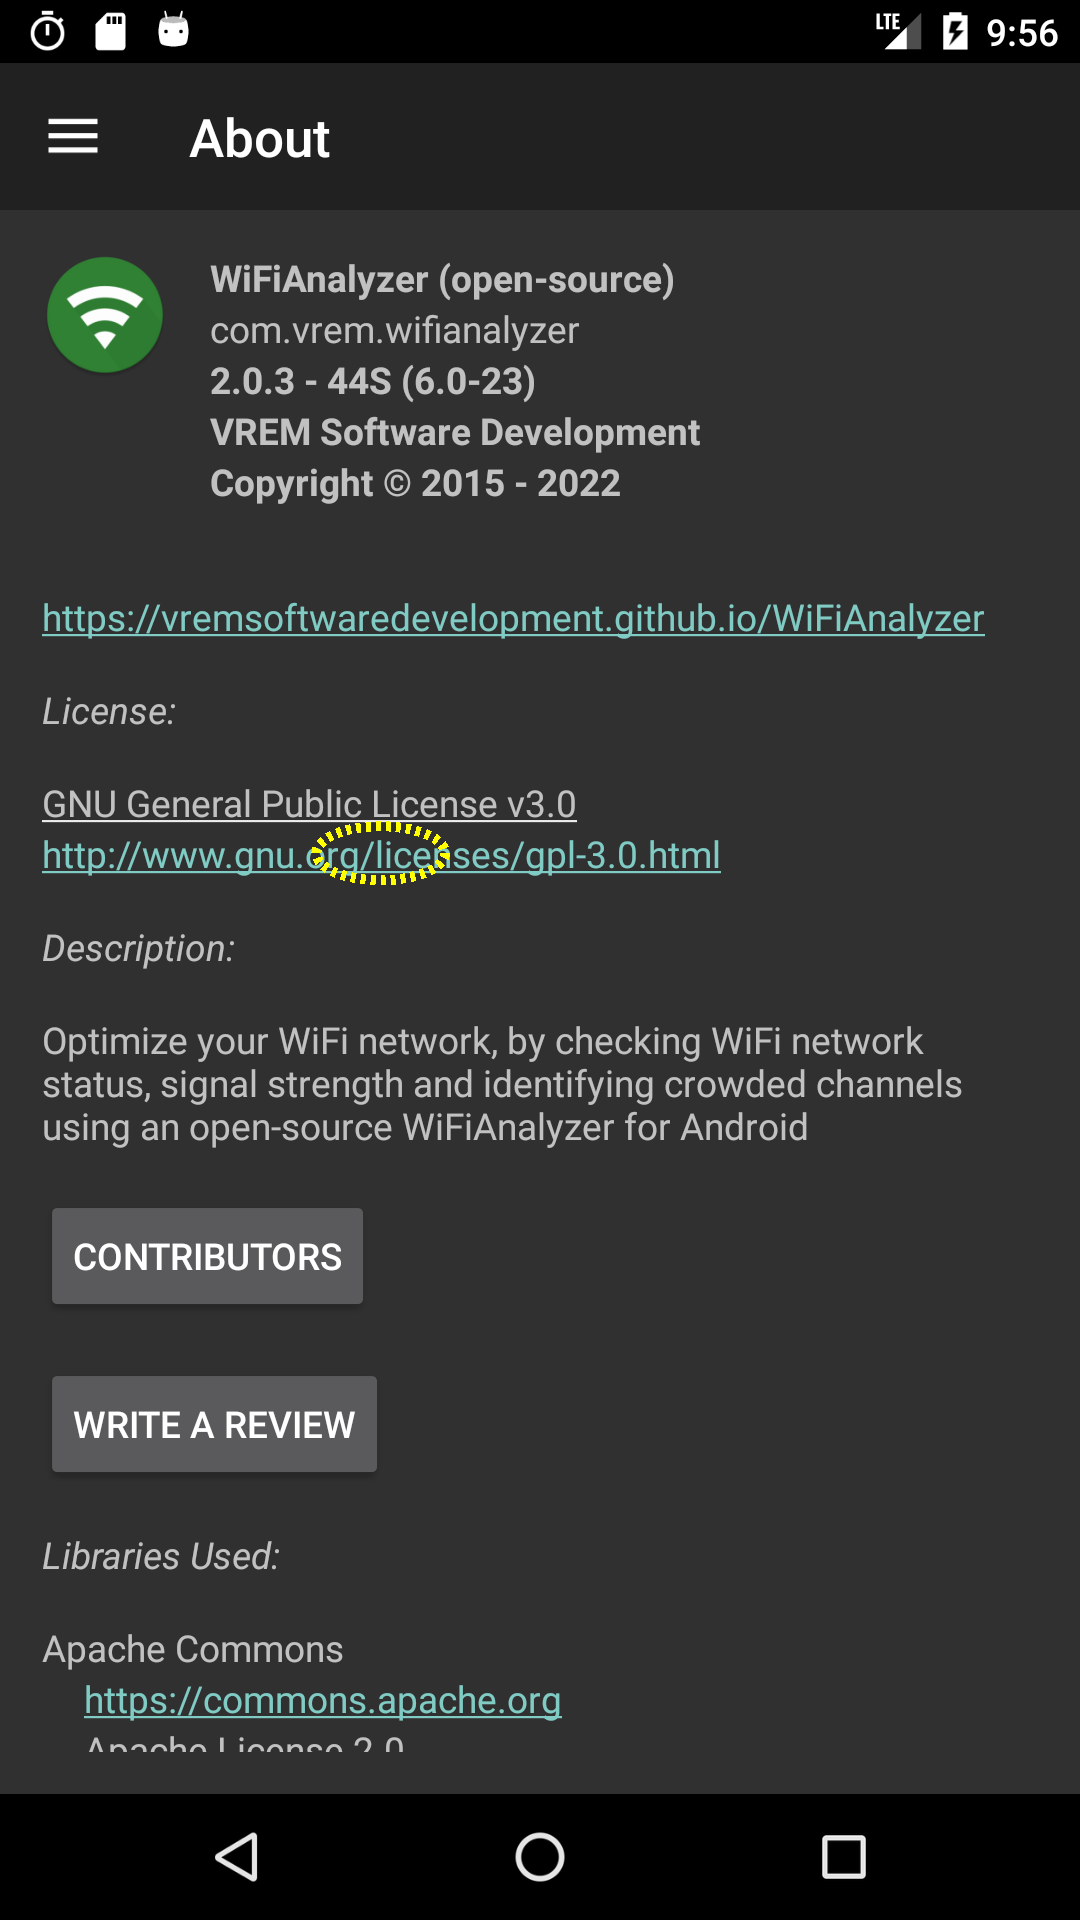 LTE 9:56
About
WiFiAnalyzer (open-source)
com.vrem.wifianalyzer
2.0.3 - 44S (6.0-23)
VREM Software Development
Copyright © 2015 - 2022
https://vremsoftwaredevelopment.github.io/WiFiAnalyzer
License:
GNU General Public License v3.0
http://www.gnu.org/licenses/gpl-3.0.html
Description:
Optimize your WiFi network, by checking WiFi network
status, signal strength and identifying crowded channels
using an open-source WiFiAnalyzer for Android
CONTRIBUTORS
WRITE A REVIEW
Libraries Used:
Apache Commons
https://commons.apache.org
Apache License 2.0